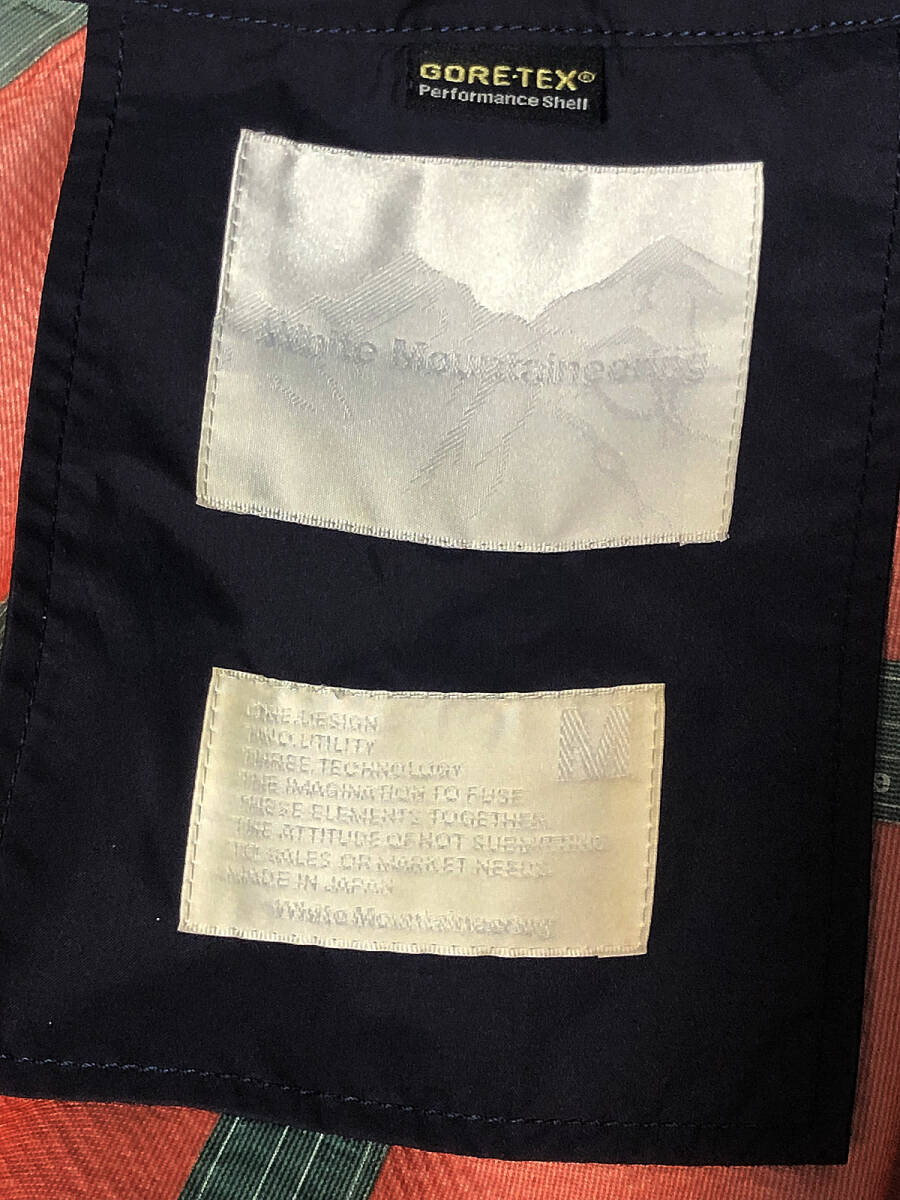 GORE-TEX®
Performance Shell
White Mountaineering
ONE.DESIGN
TWO.UTILITY
THREE.TECHNOLOGY
THE IMAGINATION TO FUSE
THESE ELEMENTS TOGETHER.
THE ATTITUDE OF NOT SUBMITTING
TO SALES OR MARKET NEEDS.
MADE IN JAPAN
White Mountaineering
M